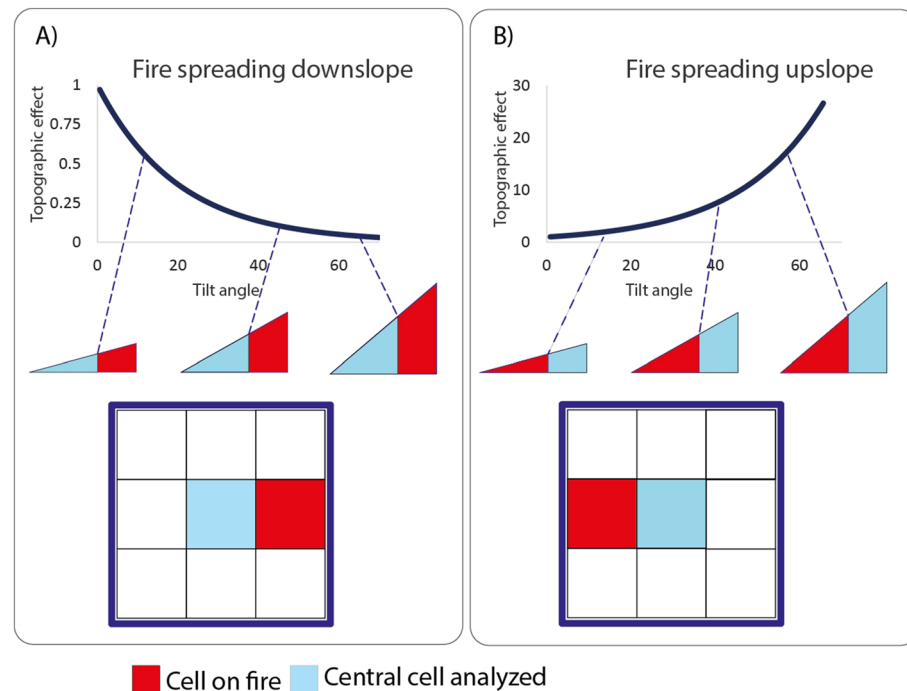 A)
Fire spreading downslope
Topographic effect
1
0.75
0.5
0.25
0
0
20
40
60
Tilt angle
B)
Fire spreading upslope
Topographic effect
30
20
10
0
0
20
40
60
Tilt angle
Cell on fire
Central cell analyzed